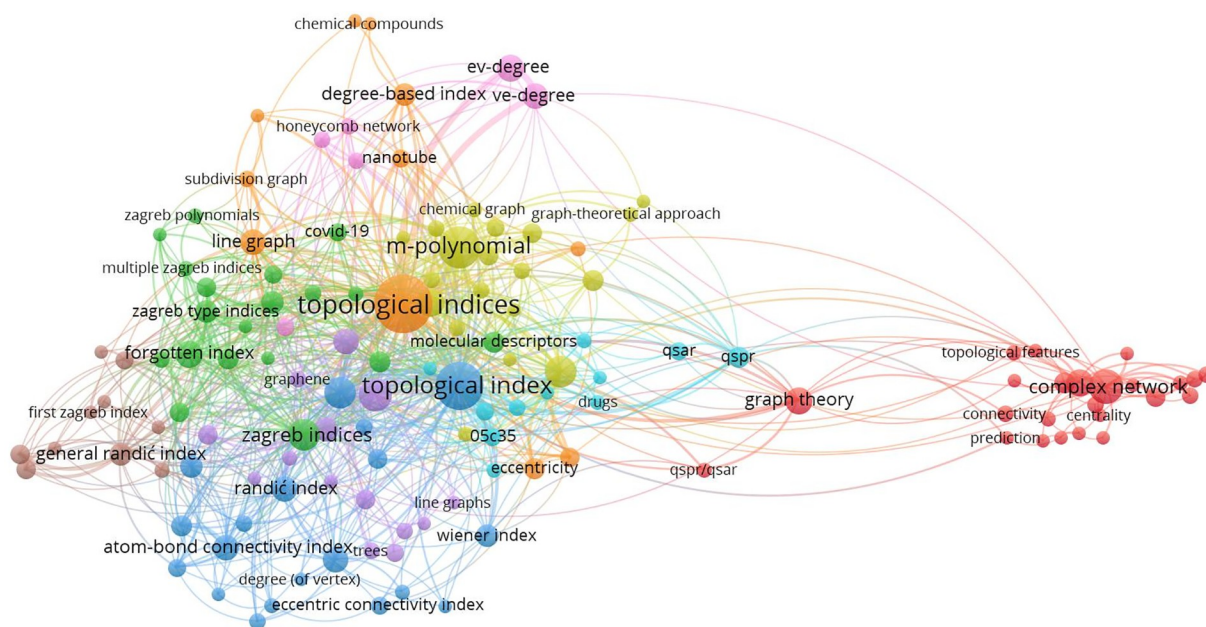 chemical compounds
ev-degree
degree-based index
ve-degree
honeycomb network
nanotube
subdivision graph
chemical graph
graph-theoretical approach
zagreb polynomials
covid-19
line graph
m-polynomial
multiple zagreb indices
topological indices
zagreb type indices
molecular descriptors
forgotten index
qsar
qspr
topological features
graphene
topological index
complex network
drugs
graph theory
first zagreb index
connectivity
centrality
zagreb indices
05c35
prediction
general randić index
eccentricity
qspr/qsar
randić index
line graphs
wiener index
atom-bond connectivity index
trees
degree (of vertex)
eccentric connectivity index